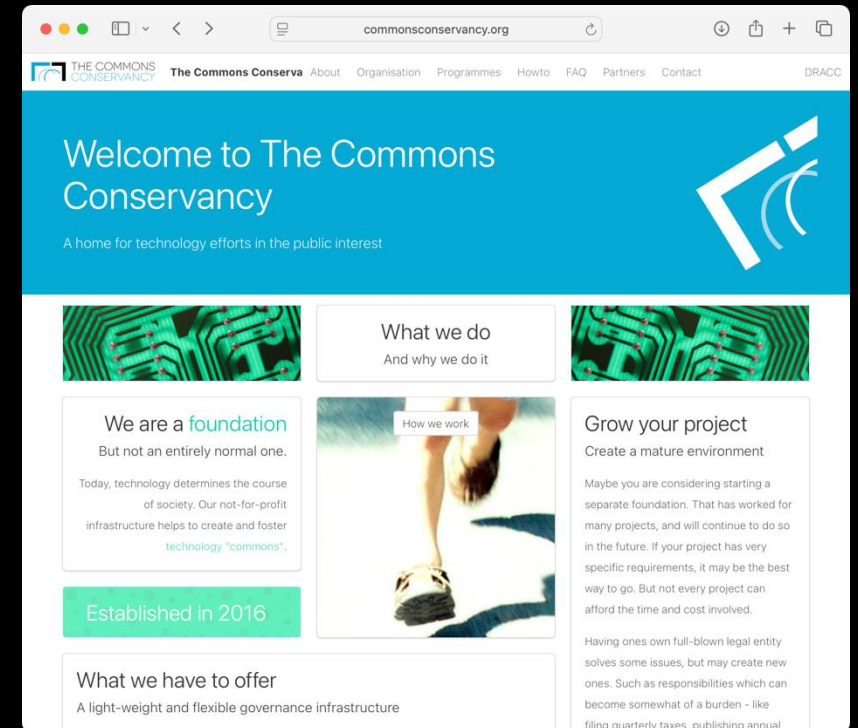 commonsconservancy.org
THE COMMONS
CONSERVANCY
The Commons Conserva About Organisation Programmes Howto FAQ Partners Contact DRACC
Welcome to The Commons
Conservancy
A home for technology efforts in the public interest
What we do
And why we do it
We are a foundation
But not an entirely normal one.
Today, technology determines the course
of society. Our not-for-profit
infrastructure helps to create and foster
technology "commons".
Established in 2016
How we work
Grow your project
Create a mature environment
Maybe you are considering starting a
separate foundation. That has worked for
many projects, and will continue to do so
in the future. If your project has very
specific requirements, it may be the best
way to go. But not every project can
afford the time and cost involved.
Having ones own full-blown legal entity
solves some issues, but may create new
ones. Such as responsibilities which can
become somewhat of a burden - like
filing quarterly taxes, publishing annual
What we have to offer
A light-weight and flexible governance infrastructure